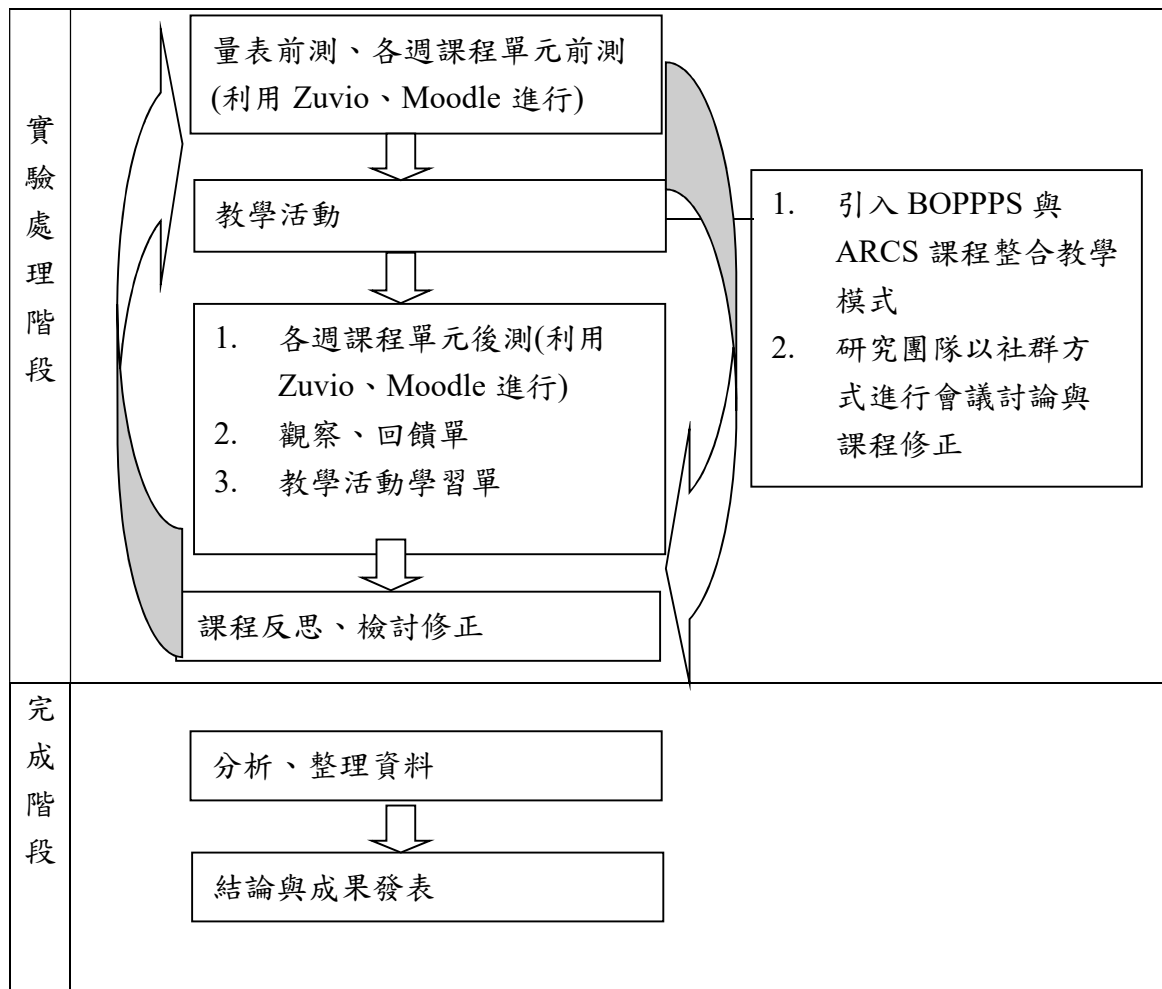 實
驗
處
理
階
段
量表前測、各週課程單元前測
(利用 Zuvio、Moodle 進行)
教學活動
1. 引入 BOPPPS 與
ARCS 課程整合教學
模式
2. 研究團隊以社群方
式進行會議討論與
課程修正
1. 各週課程單元後測(利用
Zuvio、Moodle 進行)
2. 觀察、回饋單
3. 教學活動學習單
課程反思、檢討修正
完
成
階
段
分析、整理資料
結論與成果發表